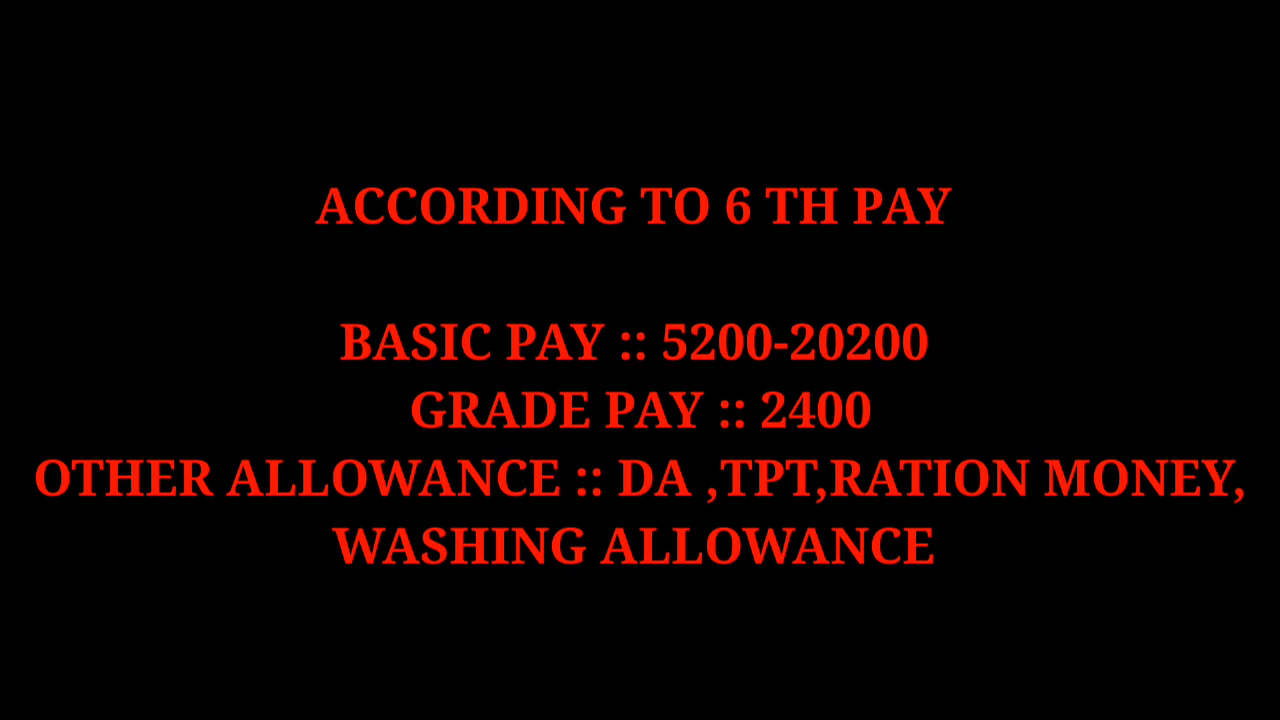 ACCORDING TO 6 TH PAY
BASIC PAY :: 5200-20200
GRADE PAY :: 2400
OTHER ALLOWANCE :: DA ,TPT,RATION MONEY,
WASHING ALLOWANCE